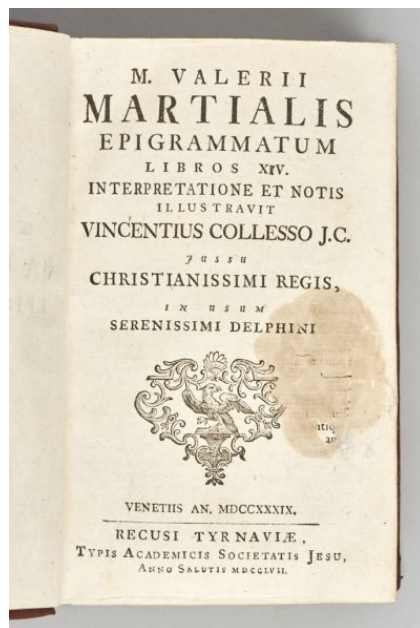 M. VALERII
MARTIALIS
EPIGRAMMATUM
LIBROS XIV.
INTERPRETATIONE ET NOTIS
ILLUSTRAVIT
VINCENTIUS COLLESSO J.C.
Jussu
CHRISTIANISSIMI REGIS,
IN USUM
SERENISSIMI DELPHINI
VENETIIS AN. MDCCXXXIX.
RECUSI TYRNAVIÆ,
TYPIS ACADEMICIS SOCIETATIS JESU,
ANNO SALUTIS MDCCLVII.